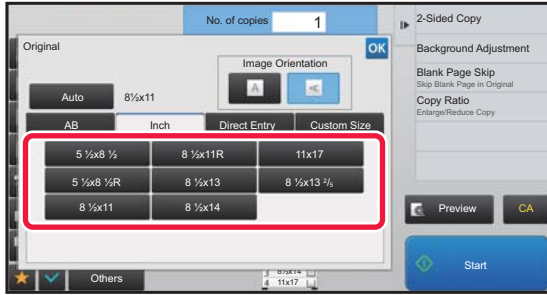 No. of copies 1
Original
OK
Image Orientation
A
Auto 8½x11
AB Inch Direct Entry Custom Size
5 ½x8 ½ 8 ½x11R 11x17
5 ½x8 ½R 8 ½x13 8 ½x13 ²/₅
8 ½x11 8 ½x14
Others
8½x14
4 11x17
2-Sided Copy
Background Adjustment
Blank Page Skip
Skip Blank Page in Original
Copy Ratio
Enlarge/Reduce Copy
Preview CA
Start